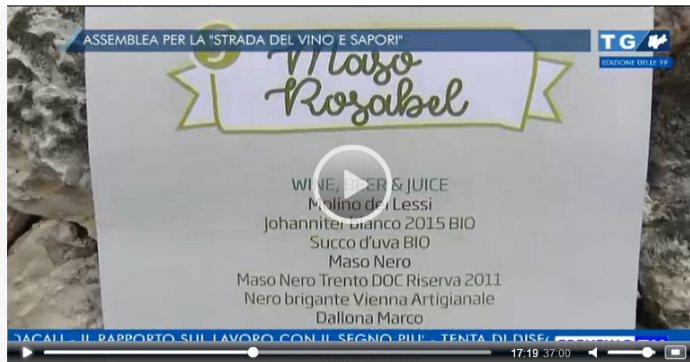 ASSEMBLEA PER LA "STRADA DEL VINO E SAPORI"
TG
EDIZIONE DELLE 19
Maso
Rosabel
WINE, BEER & JUICE
Molino dei Lessi
Johanniter bianco 2015 BIO
Succo d'uva BIO
Maso Nero
Maso Nero Trento DOC Riserva 2011
Nero brigante Vienna Artigianale
Dallona Marco
IL RAPPORTO SUL LAVORO CON IL SEGNO PIU' - TENTA DI
17:19 37:00